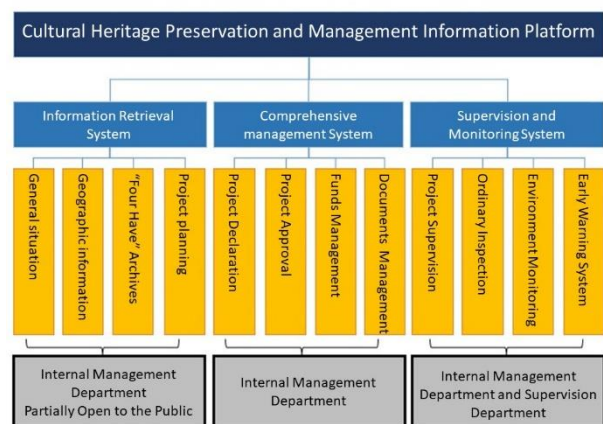 Cultural Heritage Preservation and Management Information Platform
Information Retrieval
System
Comprehensive
management System
Supervision and
Monitoring System
General situation
Geographic information
"Four Have" Archives
Project planning
Project Declaration
Project Approval
Funds Management
Documents Management
Project Supervision
Ordinary Inspection
Environment Monitoring
Early Warning System
Internal Management
Department
Partially Open to the Public
Internal Management
Department
Internal Management
Department and Supervision
Department